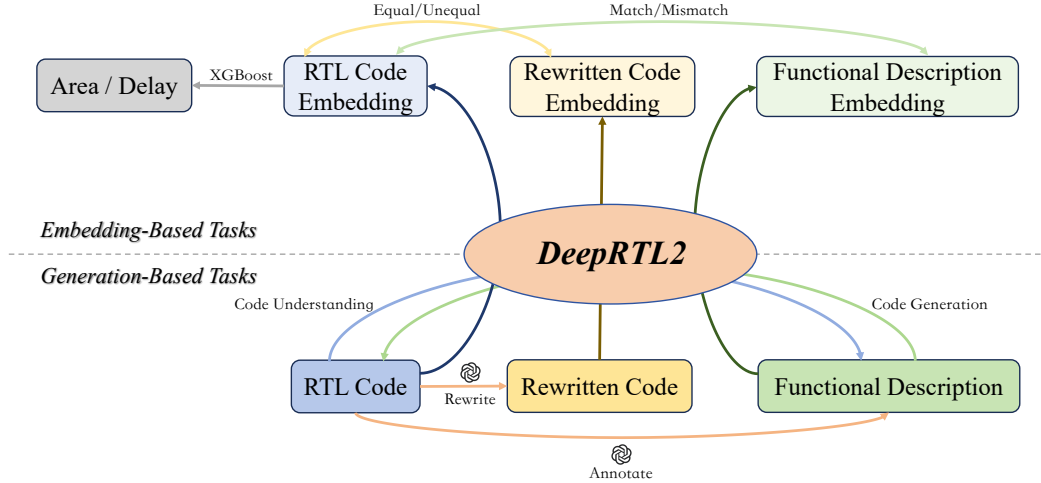 Equal/Unequal
Match/Mismatch
Area / Delay
XGBoost
RTL Code
Embedding
Rewritten Code
Embedding
Functional Description
Embedding
Embedding-Based Tasks
DeepRTL2
Generation-Based Tasks
Code Understanding
Code Generation
RTL Code
Rewrite
Rewritten Code
Functional Description
Annotate